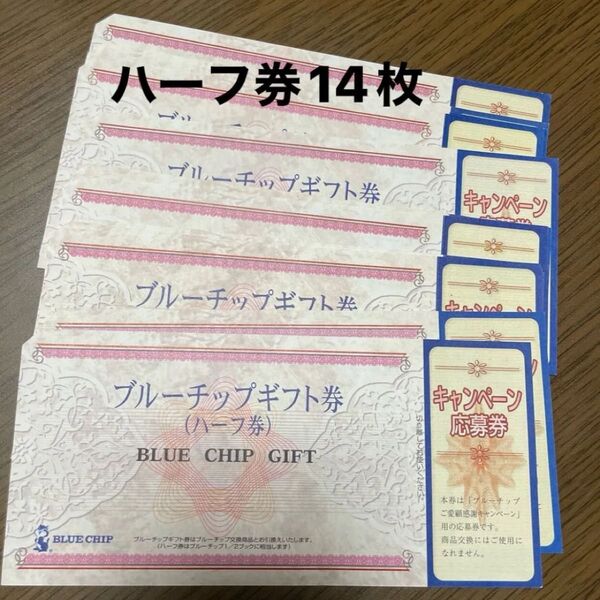 ハーフ券14枚
ブルーチップギフト券
キャンペーン
応募券
ブルーチップギフト券
キャンペーン
ブルーチップギフト券
(ハーフ券)
BLUE CHIP GIFT
BLUE CHIP
ブルーチップギフト券はブルーチップ交換商品とお引換えいたします。
(ハーフ券はブルーチップ1/2ブックに相当します)
キャンペーン
応募券
本券は「ブルーチップ
ご愛顧感謝キャンペーン」
用の応募券です。
商品交換にはご使用に
なれません。